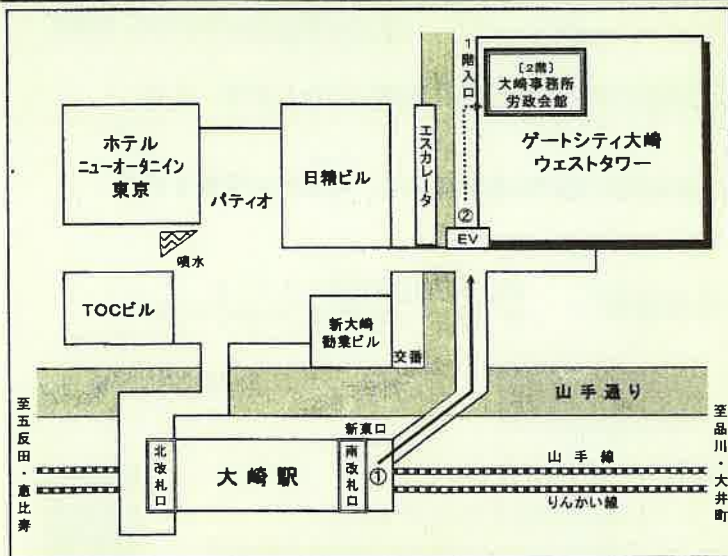 1階入口
〔2階〕
大崎事務所
労政会館
ゲートシティ大崎
ウェストタワー
エスカレータ
ホテル
ニューオータニイン
東京
パティオ
日精ビル
②
EV
噴水
TOCビル
新大崎
勧業ビル
交番
山手通り
至五反田・恵比寿
至品川・大井町
新東口
北改札口
大崎駅
南改札口
①
山手線
りんかい線